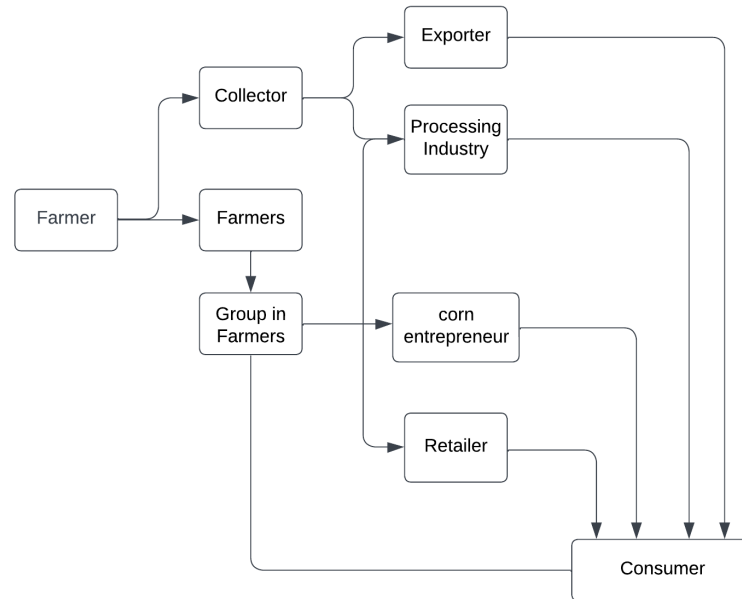 Exporter
Collector
Processing
Industry
Farmer
Farmers
Group in
Farmers
corn
entrepreneur
Retailer
Consumer